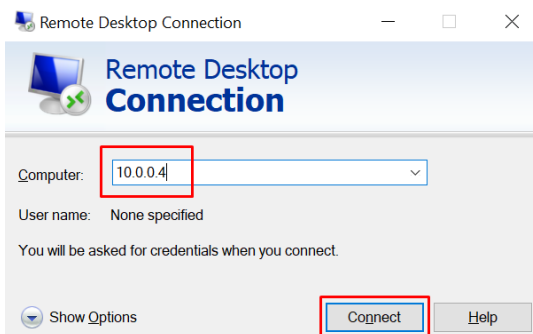 Remote Desktop Connection
Remote Desktop
Connection
Computer: 10.0.0.4
User name: None specified
You will be asked for credentials when you connect.
Show Options Connect Help